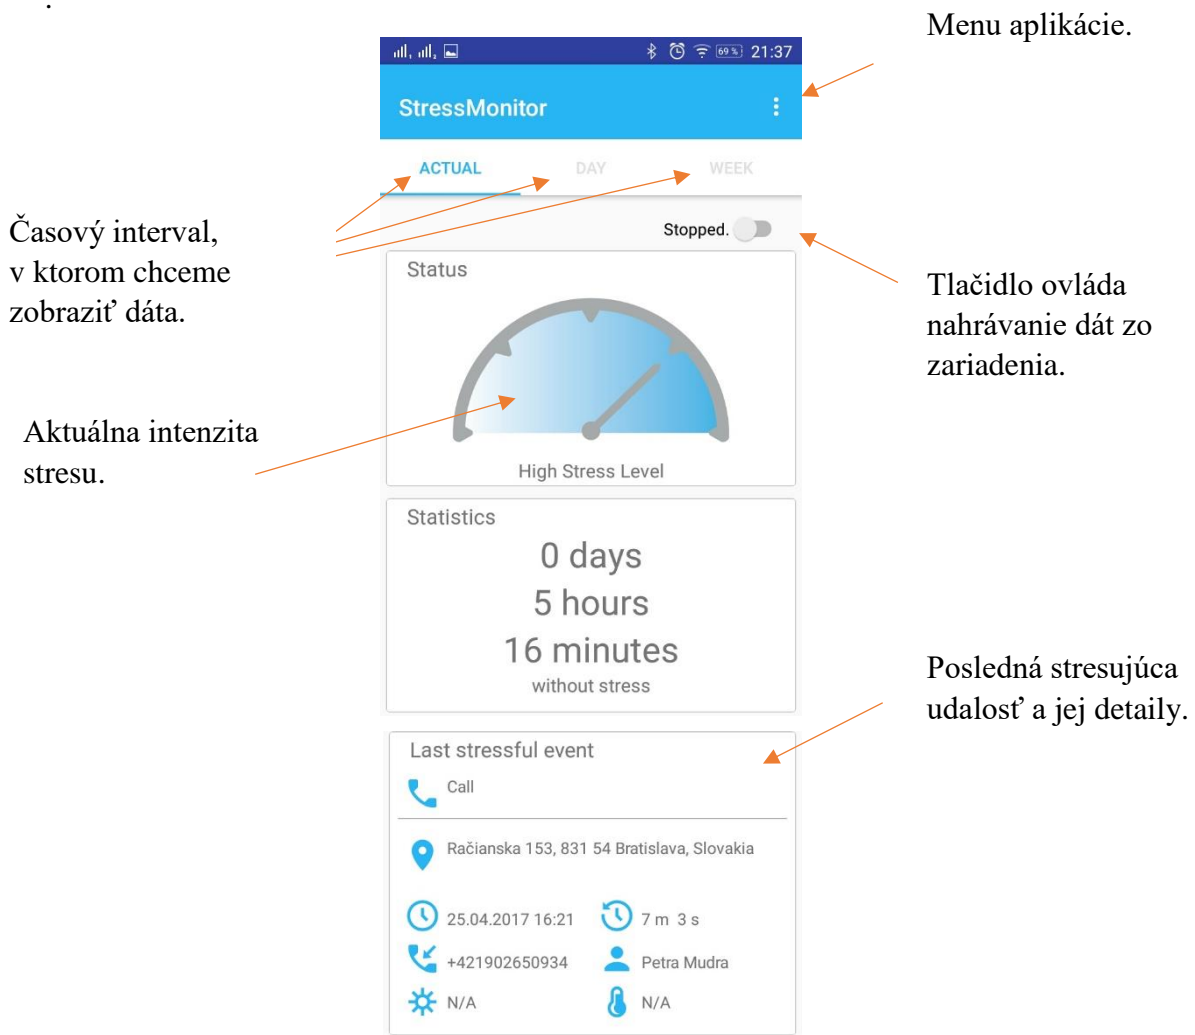 .
Menu aplikácie.
69 % 21:37
StressMonitor
ACTUAL DAY WEEK
Stopped.
Časový interval,
v ktorom chceme
zobraziť dáta.
Status
Tlačidlo ovláda
nahrávanie dát zo
zariadenia.
Aktuálna intenzita
stresu.
High Stress Level
Statistics
0 days
5 hours
16 minutes
without stress
Posledná stresujúca
udalosť a jej detaily.
Last stressful event
Call
Račianska 153, 831 54 Bratislava, Slovakia
25.04.2017 16:21 7 m 3 s
+421902650934 Petra Mudra
N/A N/A